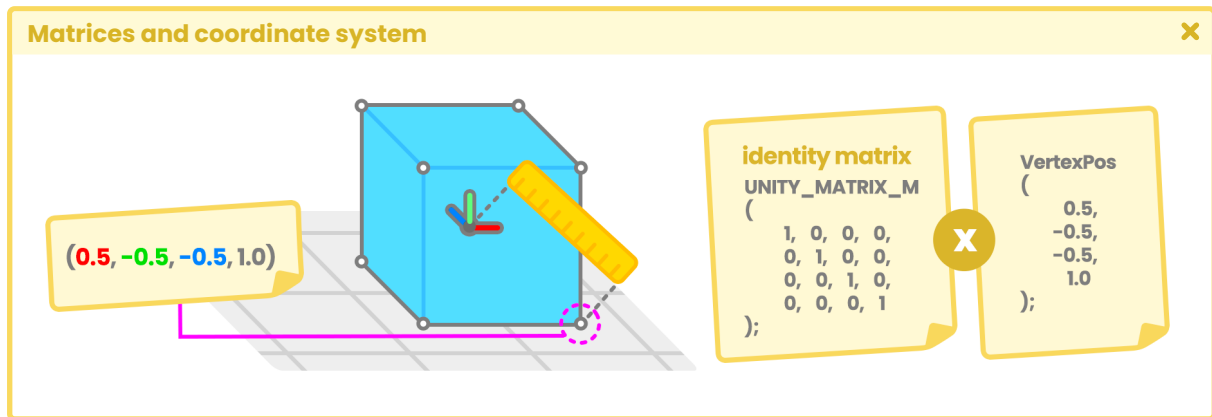 Matrices and coordinate system
(0.5, -0.5, -0.5, 1.0)
identity matrix
UNITY_MATRIX_M
(
1, 0, 0, 0,
0, 1, 0, 0,
0, 0, 1, 0,
0, 0, 0, 1
);
X
VertexPos
(
0.5,
-0.5,
-0.5,
1.0
);